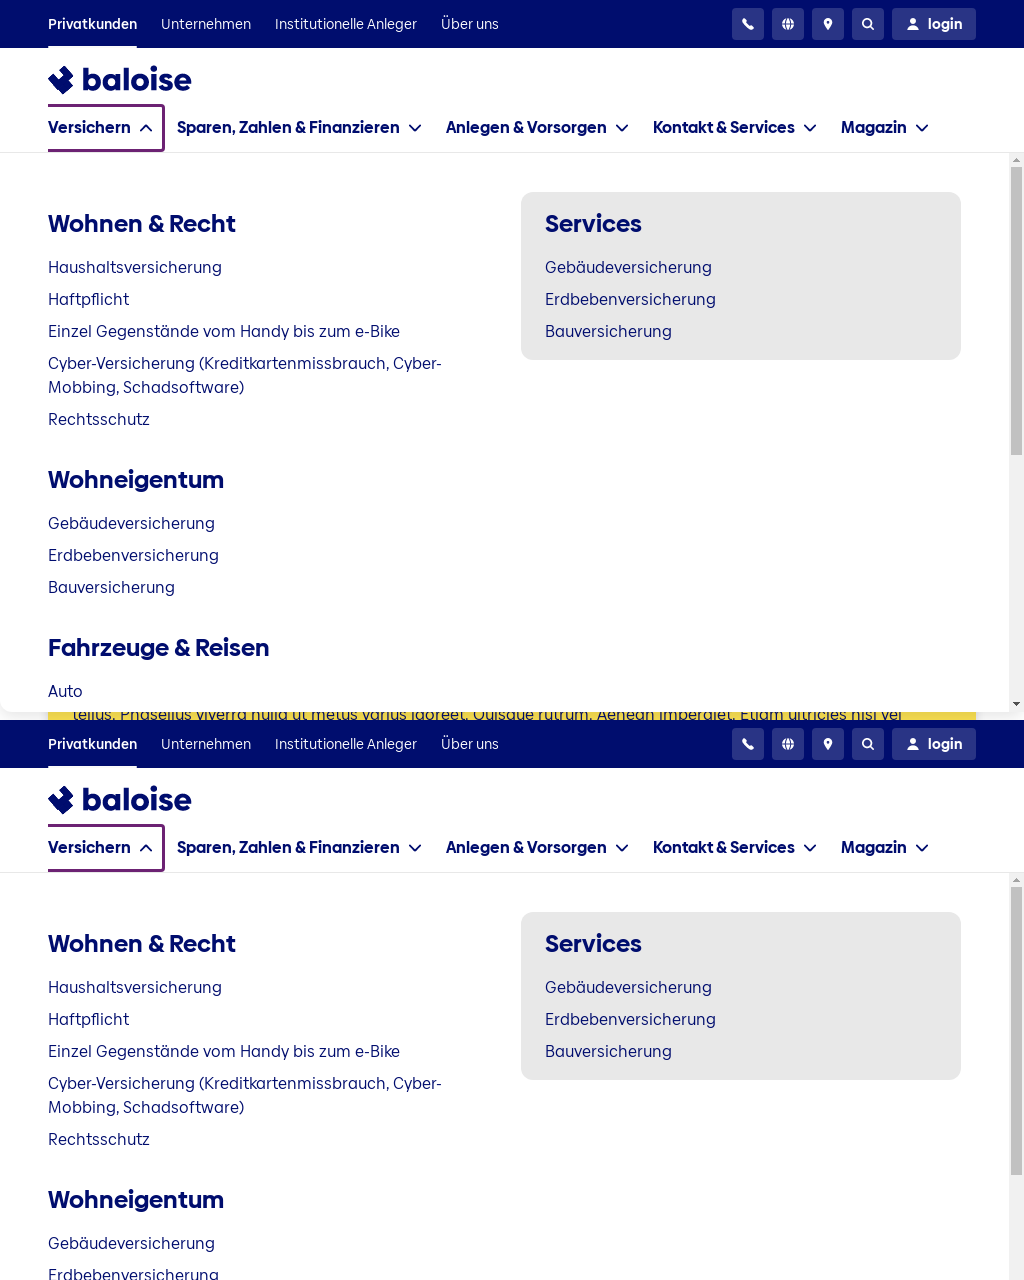 Privatkunden Unternehmen Institutionelle Anleger Über uns login
baloise
Versichern Sparen, Zahlen & Finanzieren Anlegen & Vorsorgen Kontakt & Services Magazin
Wohnen & Recht
Haushaltsversicherung
Haftpflicht
Einzel Gegenstände vom Handy bis zum e-Bike
Cyber-Versicherung (Kreditkartenmissbrauch, Cyber-
Mobbing, Schadsoftware)
Rechtsschutz
Wohneigentum
Gebäudeversicherung
Erdbebenversicherung
Bauversicherung
Fahrzeuge & Reisen
Auto
Services
Gebäudeversicherung
Erdbebenversicherung
Bauversicherung
tellus. Phasellus viverra nulla ut metus varius laoreet. Quisque rutrum. Aenean imperdiet. Etiam ultricies nisi vel
Privatkunden Unternehmen Institutionelle Anleger Über uns login
baloise
Versichern Sparen, Zahlen & Finanzieren Anlegen & Vorsorgen Kontakt & Services Magazin
Wohnen & Recht
Haushaltsversicherung
Haftpflicht
Einzel Gegenstände vom Handy bis zum e-Bike
Cyber-Versicherung (Kreditkartenmissbrauch, Cyber-
Mobbing, Schadsoftware)
Rechtsschutz
Wohneigentum
Gebäudeversicherung
Erdbebenversicherung
Services
Gebäudeversicherung
Erdbebenversicherung
Bauversicherung